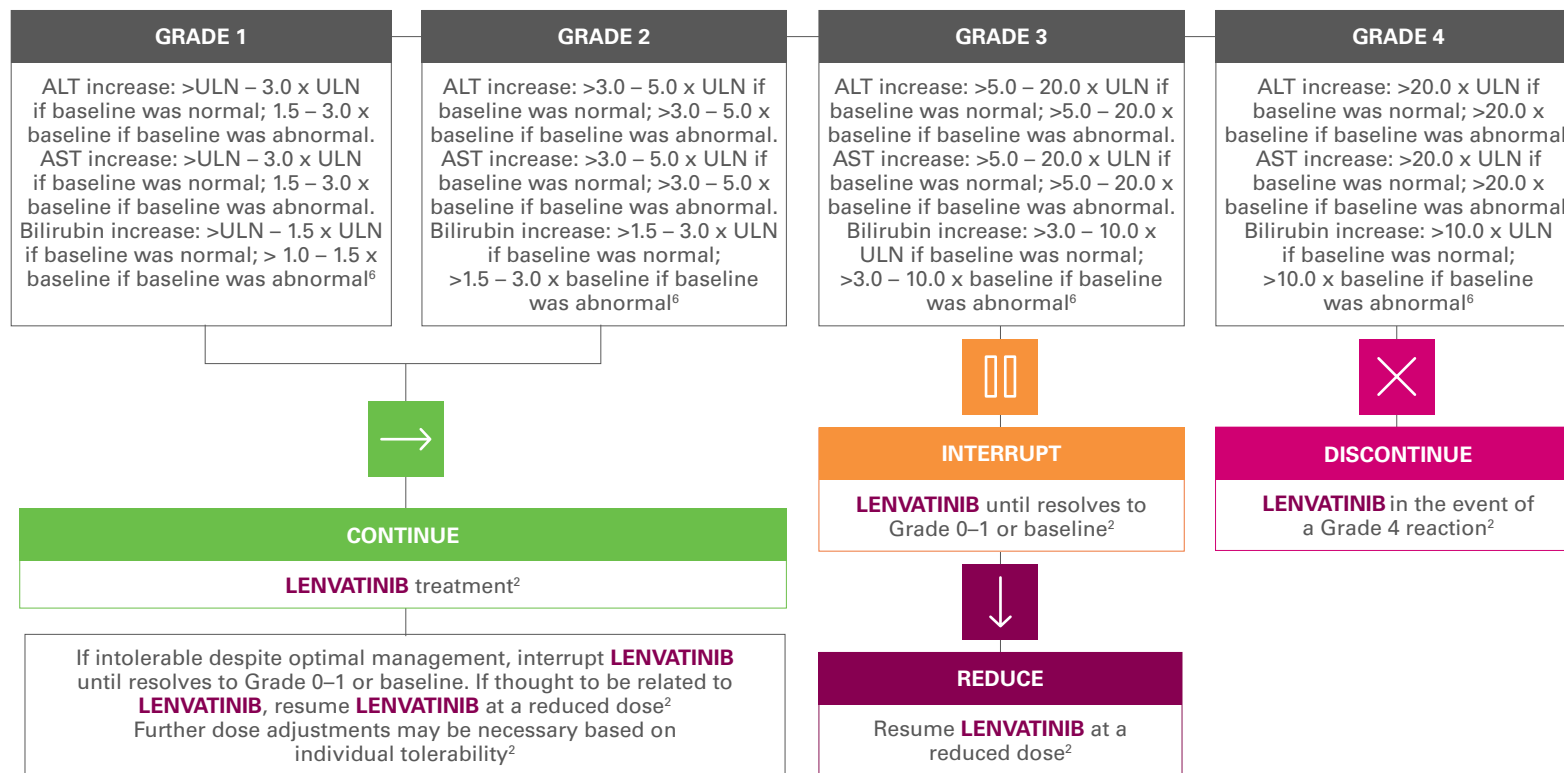 GRADE 1
ALT increase: >ULN – 3.0 x ULN
if baseline was normal; 1.5 – 3.0 x
baseline if baseline was abnormal.
AST increase: >ULN – 3.0 x ULN
if baseline was normal; 1.5 – 3.0 x
baseline if baseline was abnormal.
Bilirubin increase: >ULN – 1.5 x ULN
if baseline was normal; > 1.0 – 1.5 x
baseline if baseline was abnormal⁶
GRADE 2
ALT increase: >3.0 – 5.0 x ULN if
baseline was normal; >3.0 – 5.0 x
baseline if baseline was abnormal.
AST increase: >3.0 – 5.0 x ULN if
baseline was normal; >3.0 – 5.0 x
baseline if baseline was abnormal.
Bilirubin increase: >1.5 – 3.0 x ULN
if baseline was normal;
>1.5 – 3.0 x baseline if baseline
was abnormal⁶
GRADE 3
ALT increase: >5.0 – 20.0 x ULN if
baseline was normal; >5.0 – 20.0 x
baseline if baseline was abnormal.
AST increase: >5.0 – 20.0 x ULN if
baseline was normal; >5.0 – 20.0 x
baseline if baseline was abnormal.
Bilirubin increase: >3.0 – 10.0 x
ULN if baseline was normal;
>3.0 – 10.0 x baseline if baseline
was abnormal⁶
GRADE 4
ALT increase: >20.0 x ULN if
baseline was normal; >20.0 x
baseline if baseline was abnormal
AST increase: >20.0 x ULN if
baseline was normal; >20.0 x
baseline if baseline was abnormal
Bilirubin increase: >10.0 x ULN
if baseline was normal;
>10.0 x baseline if baseline
was abnormal⁶
CONTINUE
LENVATINIB treatment²
If intolerable despite optimal management, interrupt LENVATINIB
until resolves to Grade 0–1 or baseline. If thought to be related to
LENVATINIB, resume LENVATINIB at a reduced dose²
Further dose adjustments may be necessary based on
individual tolerability²
INTERRUPT
LENVATINIB until resolves to
Grade 0–1 or baseline²
REDUCE
Resume LENVATINIB at a
reduced dose²
DISCONTINUE
LENVATINIB in the event of
a Grade 4 reaction²